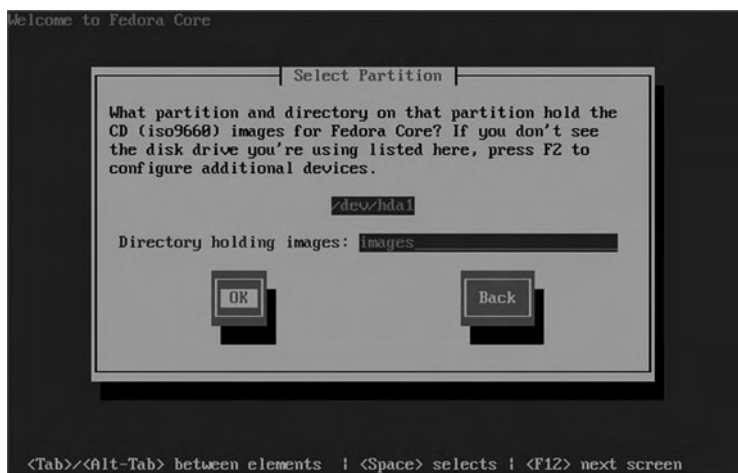 Welcome to Fedora Core
Select Partition
What partition and directory on that partition hold the
CD (iso9660) images for Fedora Core? If you don't see
the disk drive you're using listed here, press F2 to
configure additional devices.
/dev/hda1
Directory holding images: images
OK Back
<Tab>/<Alt-Tab> between elements | <Space> selects | <F12> next screen